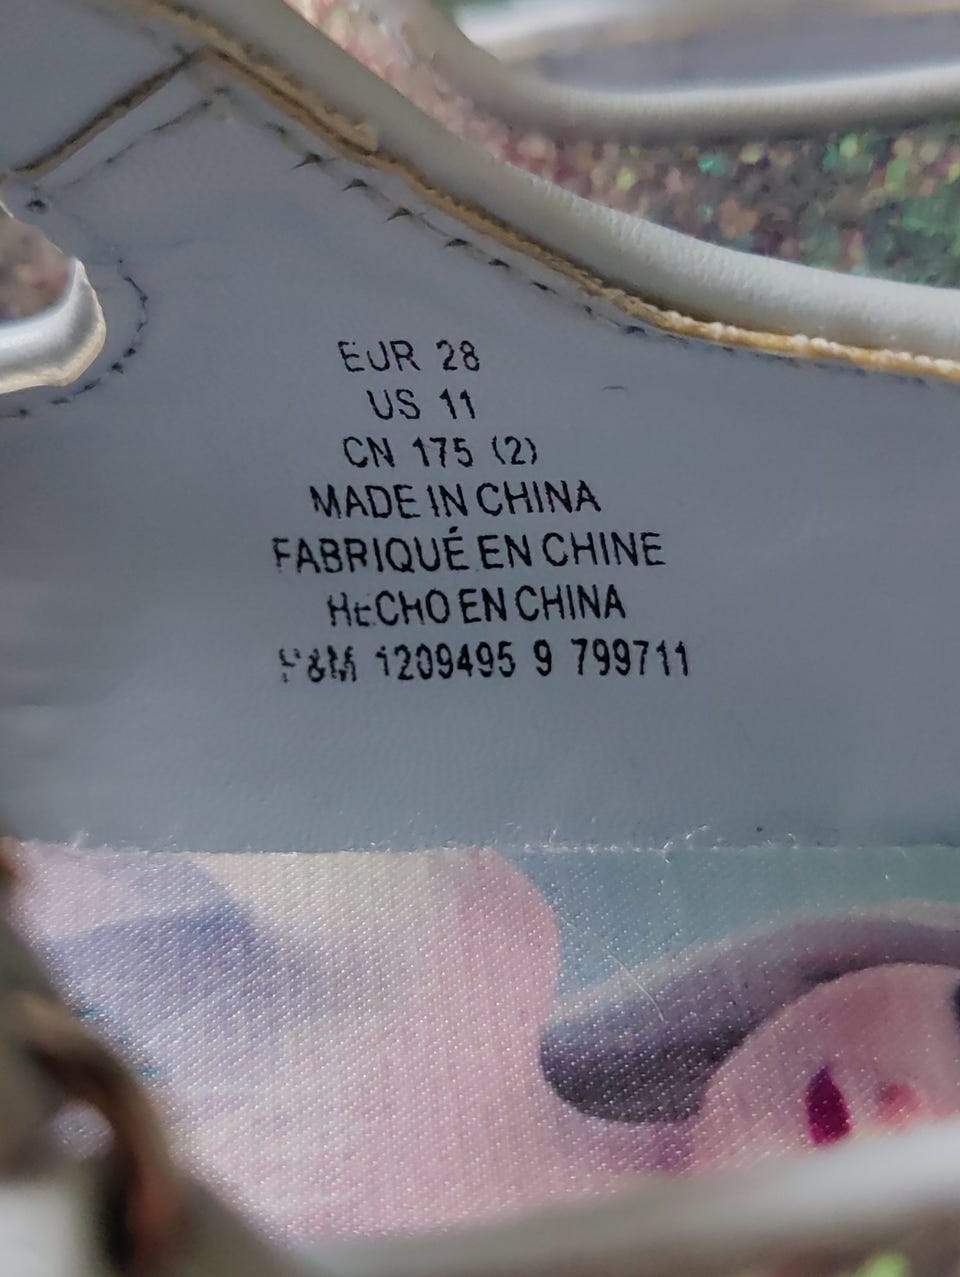 EUR 28
US 11
CN 175 (2)
MADE IN CHINA
FABRIQUÉ EN CHINE
HECHO EN CHINA
H&M 1209495 9 799711